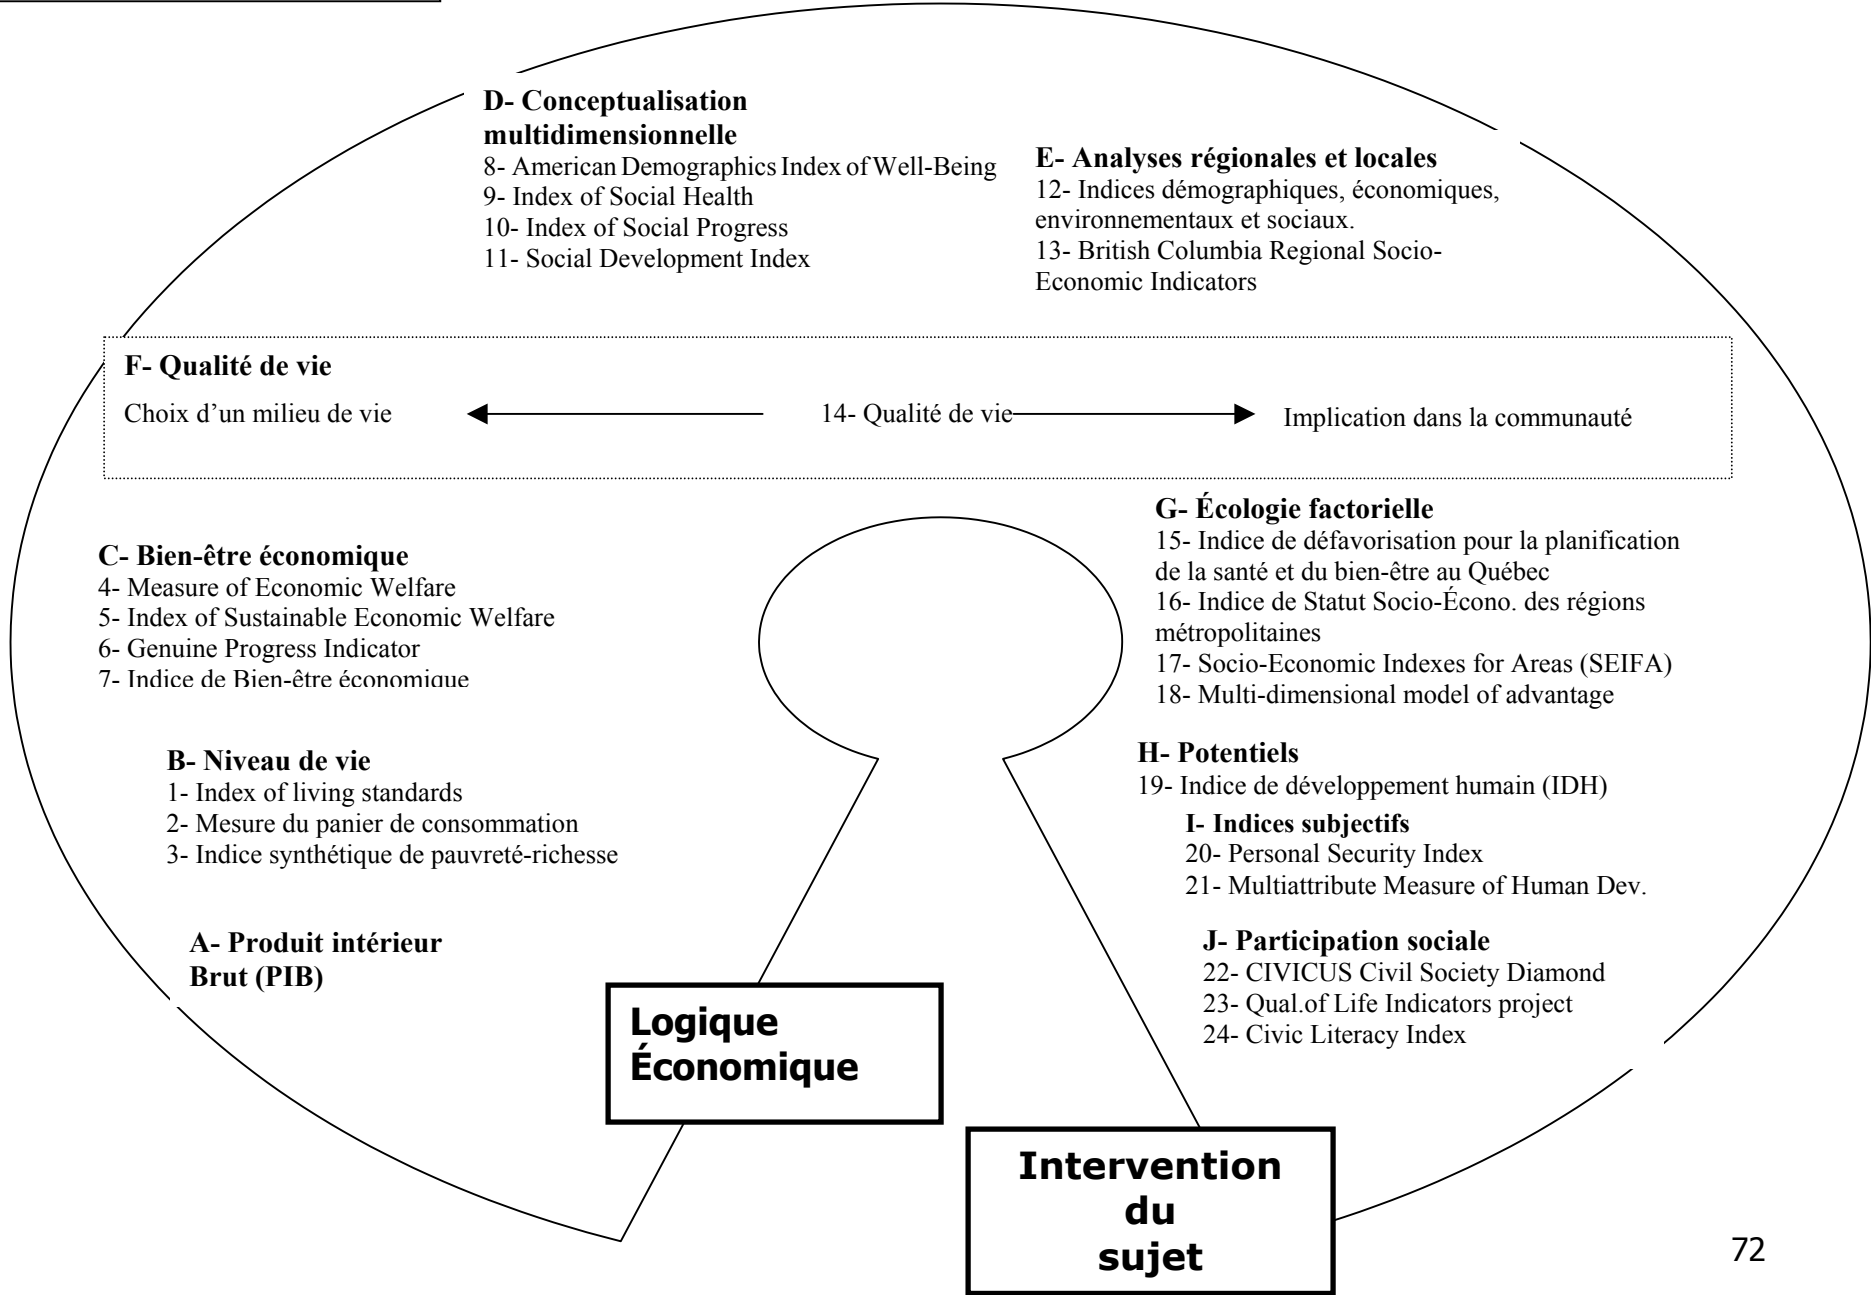 D- Conceptualisation
multidimensionnelle
8- American Demographics Index of Well-Being
9- Index of Social Health
10- Index of Social Progress
11- Social Development Index
E- Analyses régionales et locales
12- Indices démographiques, économiques,
environnementaux et sociaux.
13- British Columbia Regional Socio-
Economic Indicators
F- Qualité de vie
Choix d’un milieu de vie
14- Qualité de vie
Implication dans la communauté
C- Bien-être économique
4- Measure of Economic Welfare
5- Index of Sustainable Economic Welfare
6- Genuine Progress Indicator
7- Indice de Bien-être économique
B- Niveau de vie
1- Index of living standards
2- Mesure du panier de consommation
3- Indice synthétique de pauvreté-richesse
A- Produit intérieur
Brut (PIB)
G- Écologie factorielle
15- Indice de défavorisation pour la planification
de la santé et du bien-être au Québec
16- Indice de Statut Socio-Écono. des régions
métropolitaines
17- Socio-Economic Indexes for Areas (SEIFA)
18- Multi-dimensional model of advantage
H- Potentiels
19- Indice de développement humain (IDH)
I- Indices subjectifs
20- Personal Security Index
21- Multiattribute Measure of Human Dev.
J- Participation sociale
22- CIVICUS Civil Society Diamond
23- Qual.of Life Indicators project
24- Civic Literacy Index
Logique
Économique
Intervention
du
sujet
72